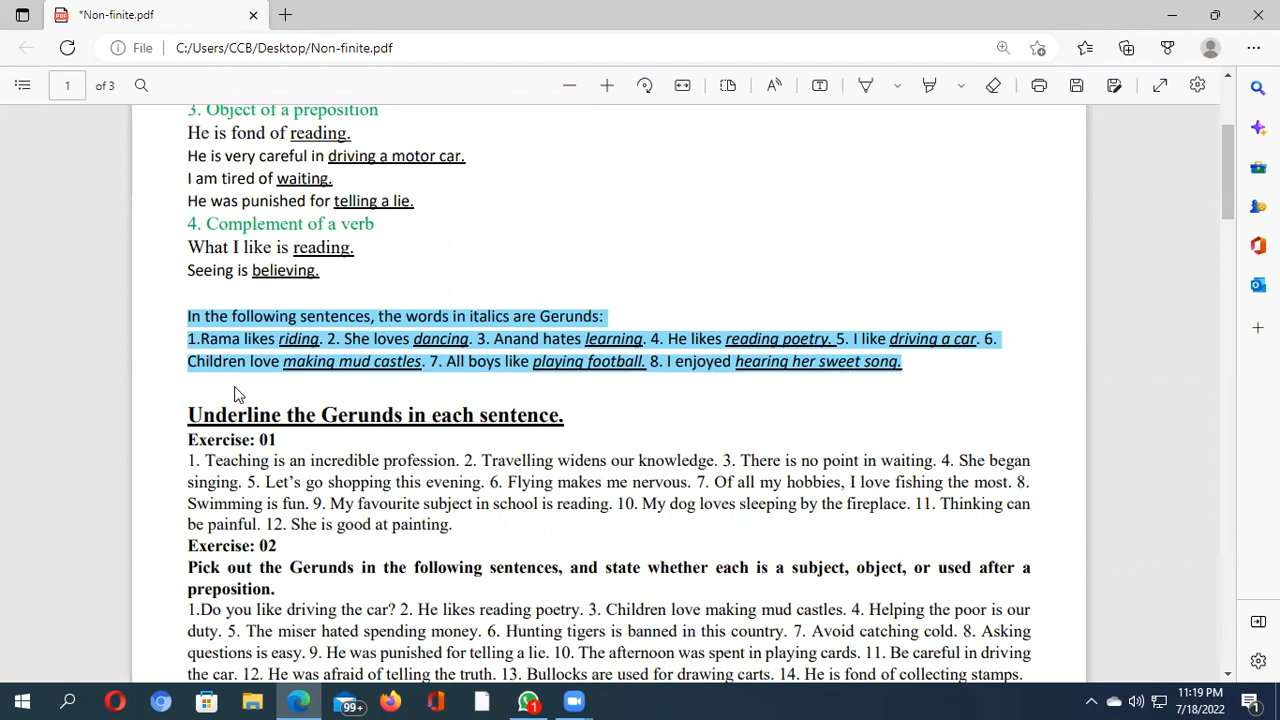 *Non-finite.pdf
File C:/Users/CCB/Desktop/Non-finite.pdf
1 of 3
3. Object of a preposition
He is fond of reading.
He is very careful in driving a motor car.
I am tired of waiting.
He was punished for telling a lie.
4. Complement of a verb
What I like is reading.
Seeing is believing.
In the following sentences, the words in italics are Gerunds:
1.Rama likes riding. 2. She loves dancing. 3. Anand hates learning. 4. He likes reading poetry. 5. I like driving a car. 6.
Children love making mud castles. 7. All boys like playing football. 8. I enjoyed hearing her sweet song.
Underline the Gerunds in each sentence.
Exercise: 01
1. Teaching is an incredible profession. 2. Travelling widens our knowledge. 3. There is no point in waiting. 4. She began
singing. 5. Let’s go shopping this evening. 6. Flying makes me nervous. 7. Of all my hobbies, I love fishing the most. 8.
Swimming is fun. 9. My favourite subject in school is reading. 10. My dog loves sleeping by the fireplace. 11. Thinking can
be painful. 12. She is good at painting.
Exercise: 02
Pick out the Gerunds in the following sentences, and state whether each is a subject, object, or used after a
preposition.
1.Do you like driving the car? 2. He likes reading poetry. 3. Children love making mud castles. 4. Helping the poor is our
duty. 5. The miser hated spending money. 6. Hunting tigers is banned in this country. 7. Avoid catching cold. 8. Asking
questions is easy. 9. He was punished for telling a lie. 10. The afternoon was spent in playing cards. 11. Be careful in driving
the car. 12. He was afraid of telling the truth. 13. Bullocks are used for drawing carts. 14. He is fond of collecting stamps.
99+
1
11:19 PM
7/18/2022
1